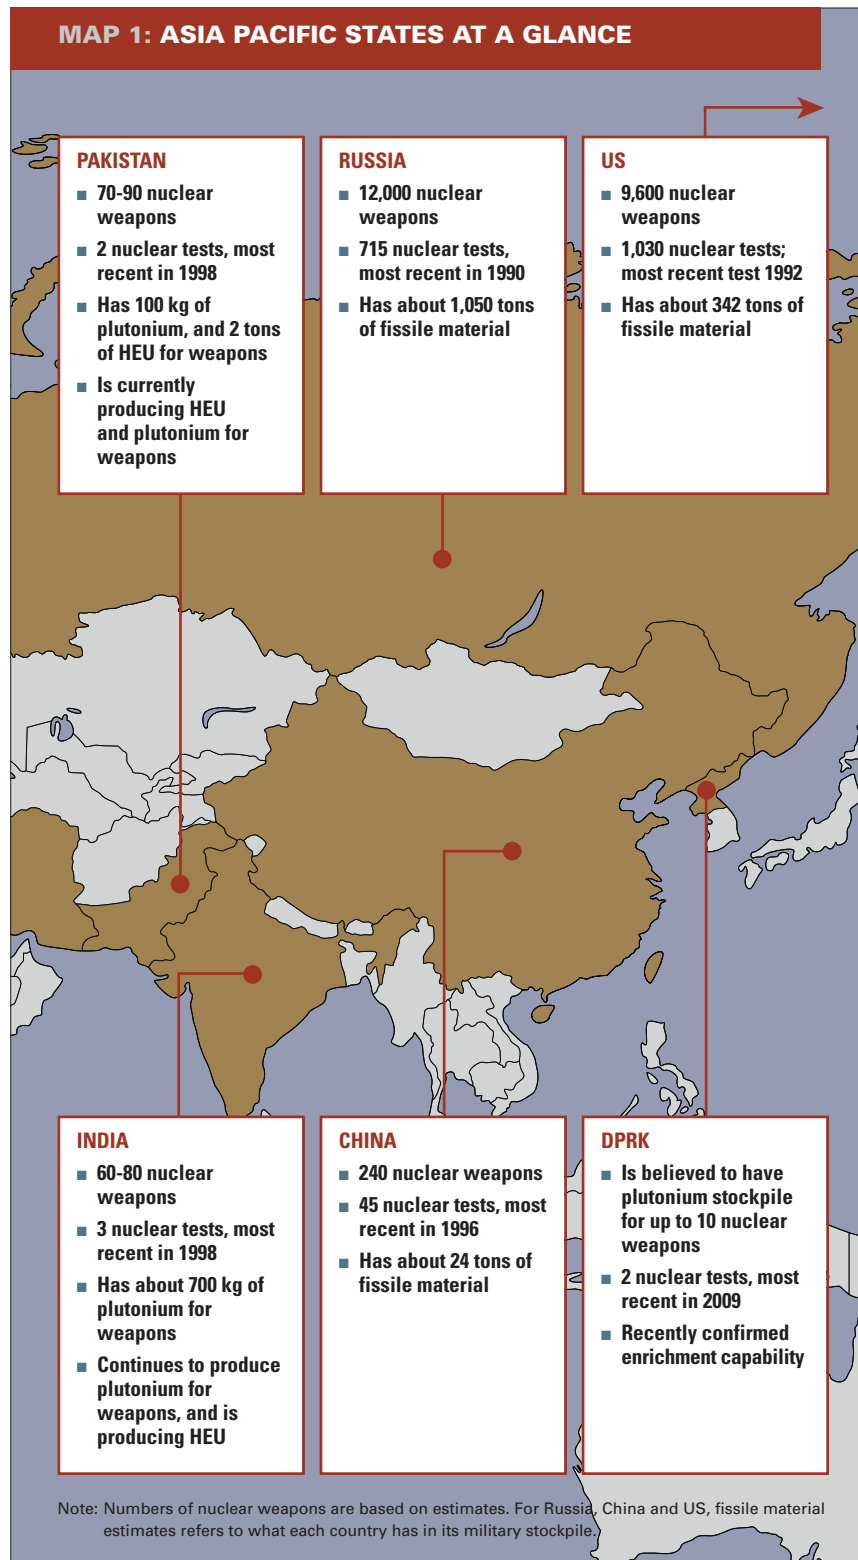 MAP 1: ASIA PACIFIC STATES AT A GLANCE
PAKISTAN
■ 70-90 nuclear
weapons
■ 2 nuclear tests, most
recent in 1998
■ Has 100 kg of
plutonium, and 2 tons
of HEU for weapons
■ Is currently
producing HEU
and plutonium for
weapons
RUSSIA
■ 12,000 nuclear
weapons
■ 715 nuclear tests,
most recent in 1990
■ Has about 1,050 tons
of fissile material
US
■ 9,600 nuclear
weapons
■ 1,030 nuclear tests;
most recent test 1992
■ Has about 342 tons of
fissile material
INDIA
■ 60-80 nuclear
weapons
■ 3 nuclear tests, most
recent in 1998
■ Has about 700 kg of
plutonium for
weapons
■ Continues to produce
plutonium for
weapons, and is
producing HEU
CHINA
■ 240 nuclear weapons
■ 45 nuclear tests, most
recent in 1996
■ Has about 24 tons of
fissile material
DPRK
■ Is believed to have
plutonium stockpile
for up to 10 nuclear
weapons
■ 2 nuclear tests, most
recent in 2009
■ Recently confirmed
enrichment capability
Note: Numbers of nuclear weapons are based on estimates. For Russia, China and US, fissile material
estimates refers to what each country has in its military stockpile.